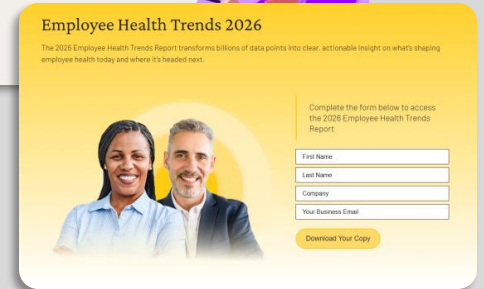 Employee Health Trends 2026
The 2026 Employee Health Trends Report transforms billions of data points into clear, actionable insight on what's shaping
employee health today and where it's headed next.
Complete the form below to access
the 2026 Employee Health Trends
Report
First Name
Last Name
Company
Your Business Email
Download Your Copy